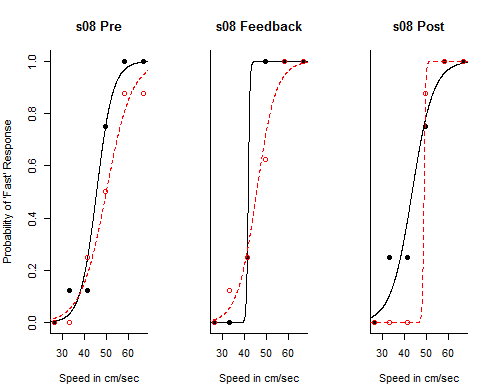 s08 Pre
s08 Feedback
s08 Post
Probability of 'Fast' Response
0.0
0.2
0.4
0.6
0.8
1.0
30 40 50 60
30 40 50 60
30 40 50 60
Speed in cm/sec
Speed in cm/sec
Speed in cm/sec